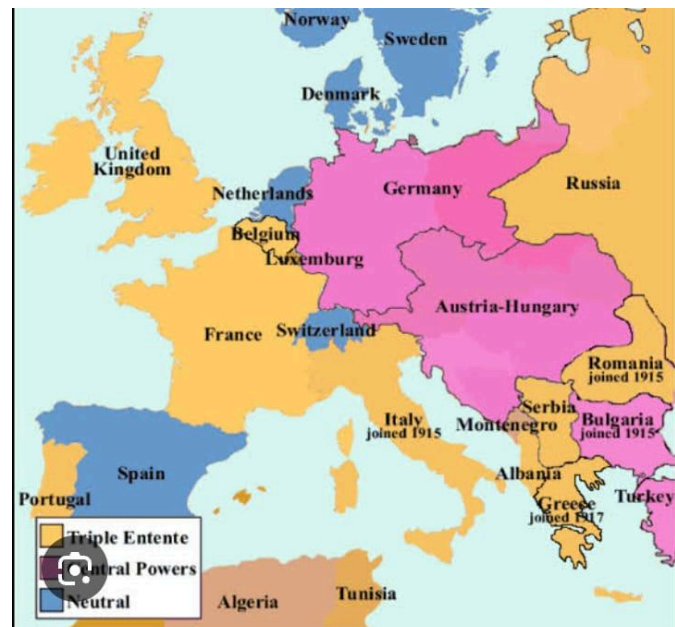 Norway
Sweden
Denmark
United
Kingdom
Netherlands
Germany
Russia
Belgium
Luxemburg
Austria-Hungary
France
Switzerland
Romania
joined 1915
Serbia
Italy
joined 1915
Montenegro
Bulgaria
joined 1915
Spain
Albania
Portugal
Greece
joined 1917
Turkey
Triple Entente
Powers
Neutral
Algeria
Tunisia